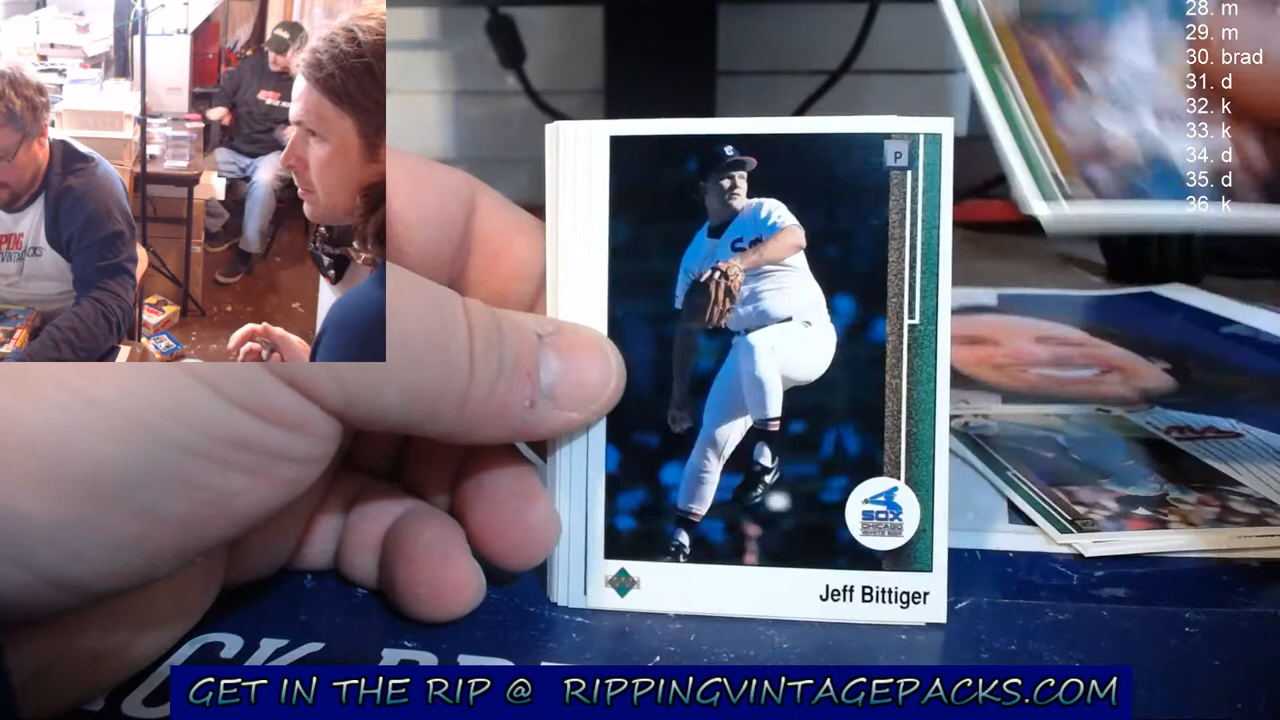 28. m
29. m
30. brad
31. d
32. k
33. k
34. d
35. d
36. k
P
SOX
CHICAGO
WHITE SOX
Jeff Bittiger
GET IN THE RIP @ RIPPINGVINTAGEPACKS.COM